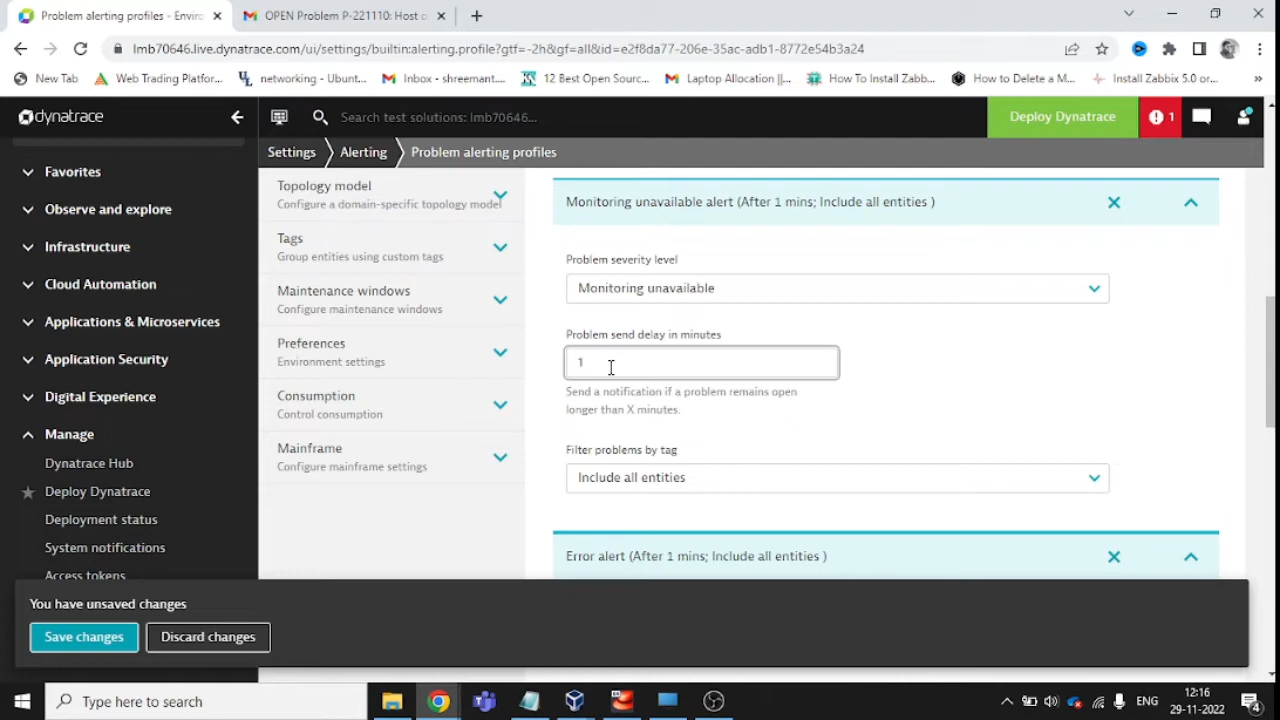 Problem alerting profiles - Enviro
OPEN Problem P-221110: Host o
lmb70646.live.dynatrace.com/ui/settings/builtin:alerting.profile?gtf=-2h&gf=all&id=e2f8da77-206e-35ac-adb1-8772e54b3a24
New Tab
Web Trading Platfor...
networking - Ubunt...
Inbox - shreemant....
12 Best Open Sourc...
Laptop Allocation ||...
How To Install Zabb...
How to Delete a M...
Install Zabbix 5.0 or...
»
dynatrace
Search test solutions: lmb70646...
Deploy Dynatrace
1
Settings
Alerting
Problem alerting profiles
Favorites
Observe and explore
Infrastructure
Cloud Automation
Applications & Microservices
Application Security
Digital Experience
Manage
Dynatrace Hub
Deploy Dynatrace
Deployment status
System notifications
Access tokens
Topology model
Configure a domain-specific topology model
Tags
Group entities using custom tags
Maintenance windows
Configure maintenance windows
Preferences
Environment settings
Consumption
Control consumption
Mainframe
Configure mainframe settings
Monitoring unavailable alert (After 1 mins; Include all entities )
Problem severity level
Monitoring unavailable
Problem send delay in minutes
1
Send a notification if a problem remains open
longer than X minutes.
Filter problems by tag
Include all entities
Error alert (After 1 mins; Include all entities )
You have unsaved changes
Save changes
Discard changes
Type here to search
ENG
12:16
29-11-2022
4